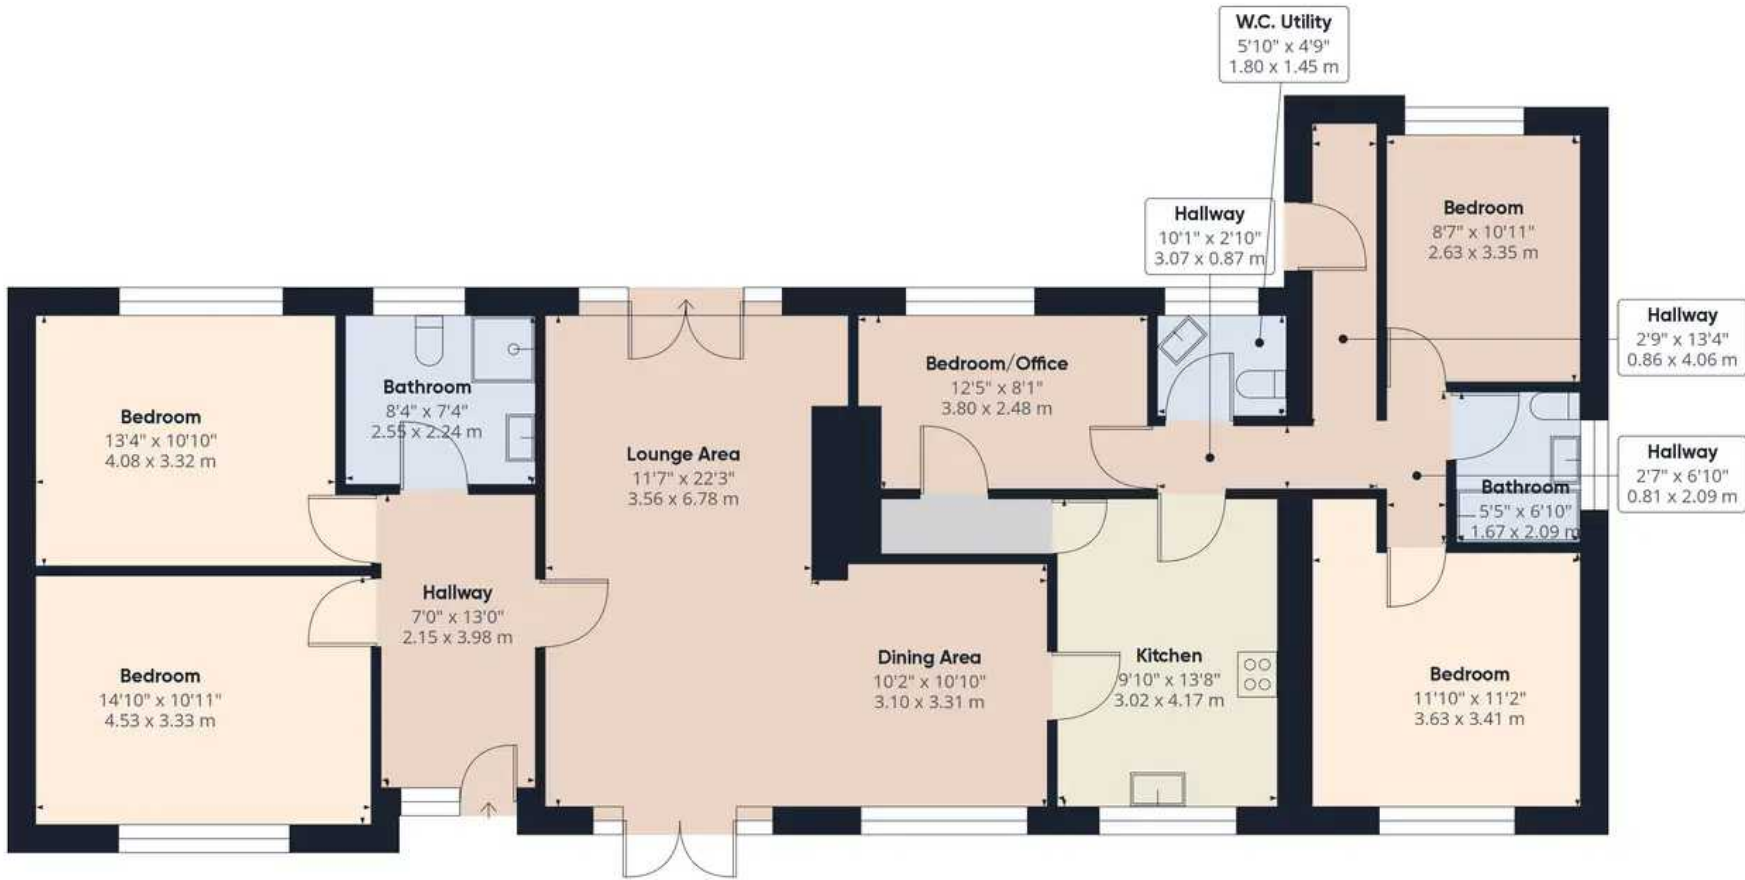 W.C. Utility
5'10" x 4'9"
1.80 x 1.45 m
Hallway
10'1" x 2'10"
3.07 x 0.87 m
Bedroom
8'7" x 10'11"
2.63 x 3.35 m
Hallway
2'9" x 13'4"
0.86 x 4.06 m
Bedroom
13'4" x 10'10"
4.08 x 3.32 m
Bathroom
8'4" x 7'4"
2.55 x 2.24 m
Lounge Area
11'7" x 22'3"
3.56 x 6.78 m
Bedroom/Office
12'5" x 8'1"
3.80 x 2.48 m
Hallway
2'7" x 6'10"
0.81 x 2.09 m
Bathroom
5'5" x 6'10"
1.67 x 2.09 m
Hallway
7'0" x 13'0"
2.15 x 3.98 m
Bedroom
14'10" x 10'11"
4.53 x 3.33 m
Dining Area
10'2" x 10'10"
3.10 x 3.31 m
Kitchen
9'10" x 13'8"
3.02 x 4.17 m
Bedroom
11'10" x 11'2"
3.63 x 3.41 m